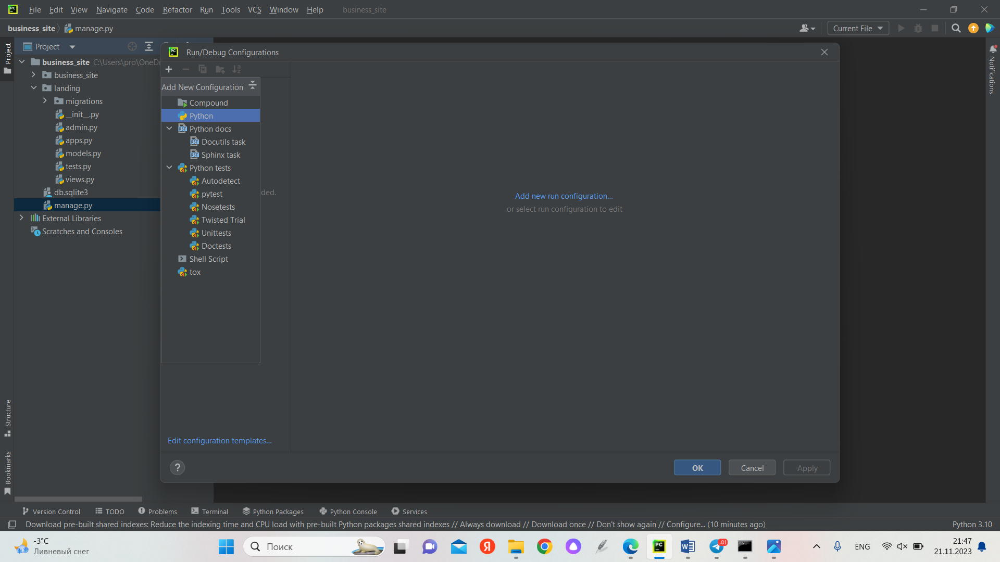 File Edit View Navigate Code Refactor Run Tools VCS Window Help business_site
business_site manage.py
Current File
Project
Project
Run/Debug Configurations
business_site C:\Users\pro\OneD
business_site
landing
migrations
__init__.py
admin.py
apps.py
models.py
tests.py
views.py
db.sqlite3
manage.py
External Libraries
Scratches and Consoles
Add New Configuration
Compound
Python
Python docs
Docutils task
Sphinx task
Python tests
Autodetect
pytest
Nosetests
Twisted Trial
Unittests
Doctests
Shell Script
tox
ded.
Add new run configuration...
or select run configuration to edit
Edit configuration templates...
?
OK Cancel Apply
Notifications
Structure
Bookmarks
Version Control TODO Problems Terminal Python Packages Python Console Services
Download pre-built shared indexes: Reduce the indexing time and CPU load with pre-built Python packages shared indexes // Always download // Download once // Don't show again // Configure... (10 minutes ago)
Python 3.10
-3°C
Ливневый снег
Поиск
ENG
21:47
21.11.2023